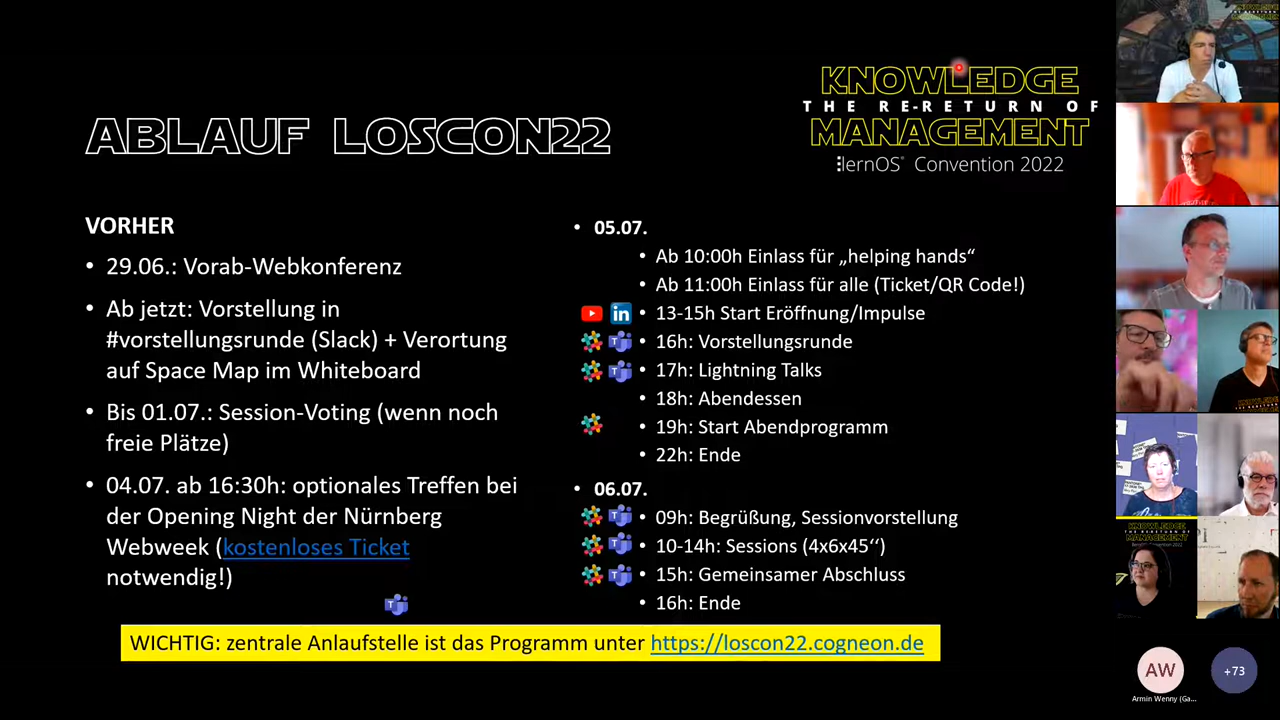 KNOWLEDGE
THE RE-RETURN OF
MANAGEMENT
lernOS® Convention 2022
ABLAUF LOSCON22
VORHER
• 29.06.: Vorab-Webkonferenz
• Ab jetzt: Vorstellung in
#vorstellungsrunde (Slack) + Verortung
auf Space Map im Whiteboard
• Bis 01.07.: Session-Voting (wenn noch
freie Plätze)
• 04.07. ab 16:30h: optionales Treffen bei
der Opening Night der Nürnberg
Webweek (kostenloses Ticket
notwendig!)
• 05.07.
• Ab 10:00h Einlass für „helping hands“
• Ab 11:00h Einlass für alle (Ticket/QR Code!)
• 13-15h Start Eröffnung/Impulse
• 16h: Vorstellungsrunde
• 17h: Lightning Talks
• 18h: Abendessen
• 19h: Start Abendprogramm
• 22h: Ende
• 06.07.
• 09h: Begrüßung, Sessionvorstellung
• 10-14h: Sessions (4x6x45‘‘)
• 15h: Gemeinsamer Abschluss
• 16h: Ende
WICHTIG: zentrale Anlaufstelle ist das Programm unter https://loscon22.cogneon.de
AW
Armin Wenny (Ga...
+73